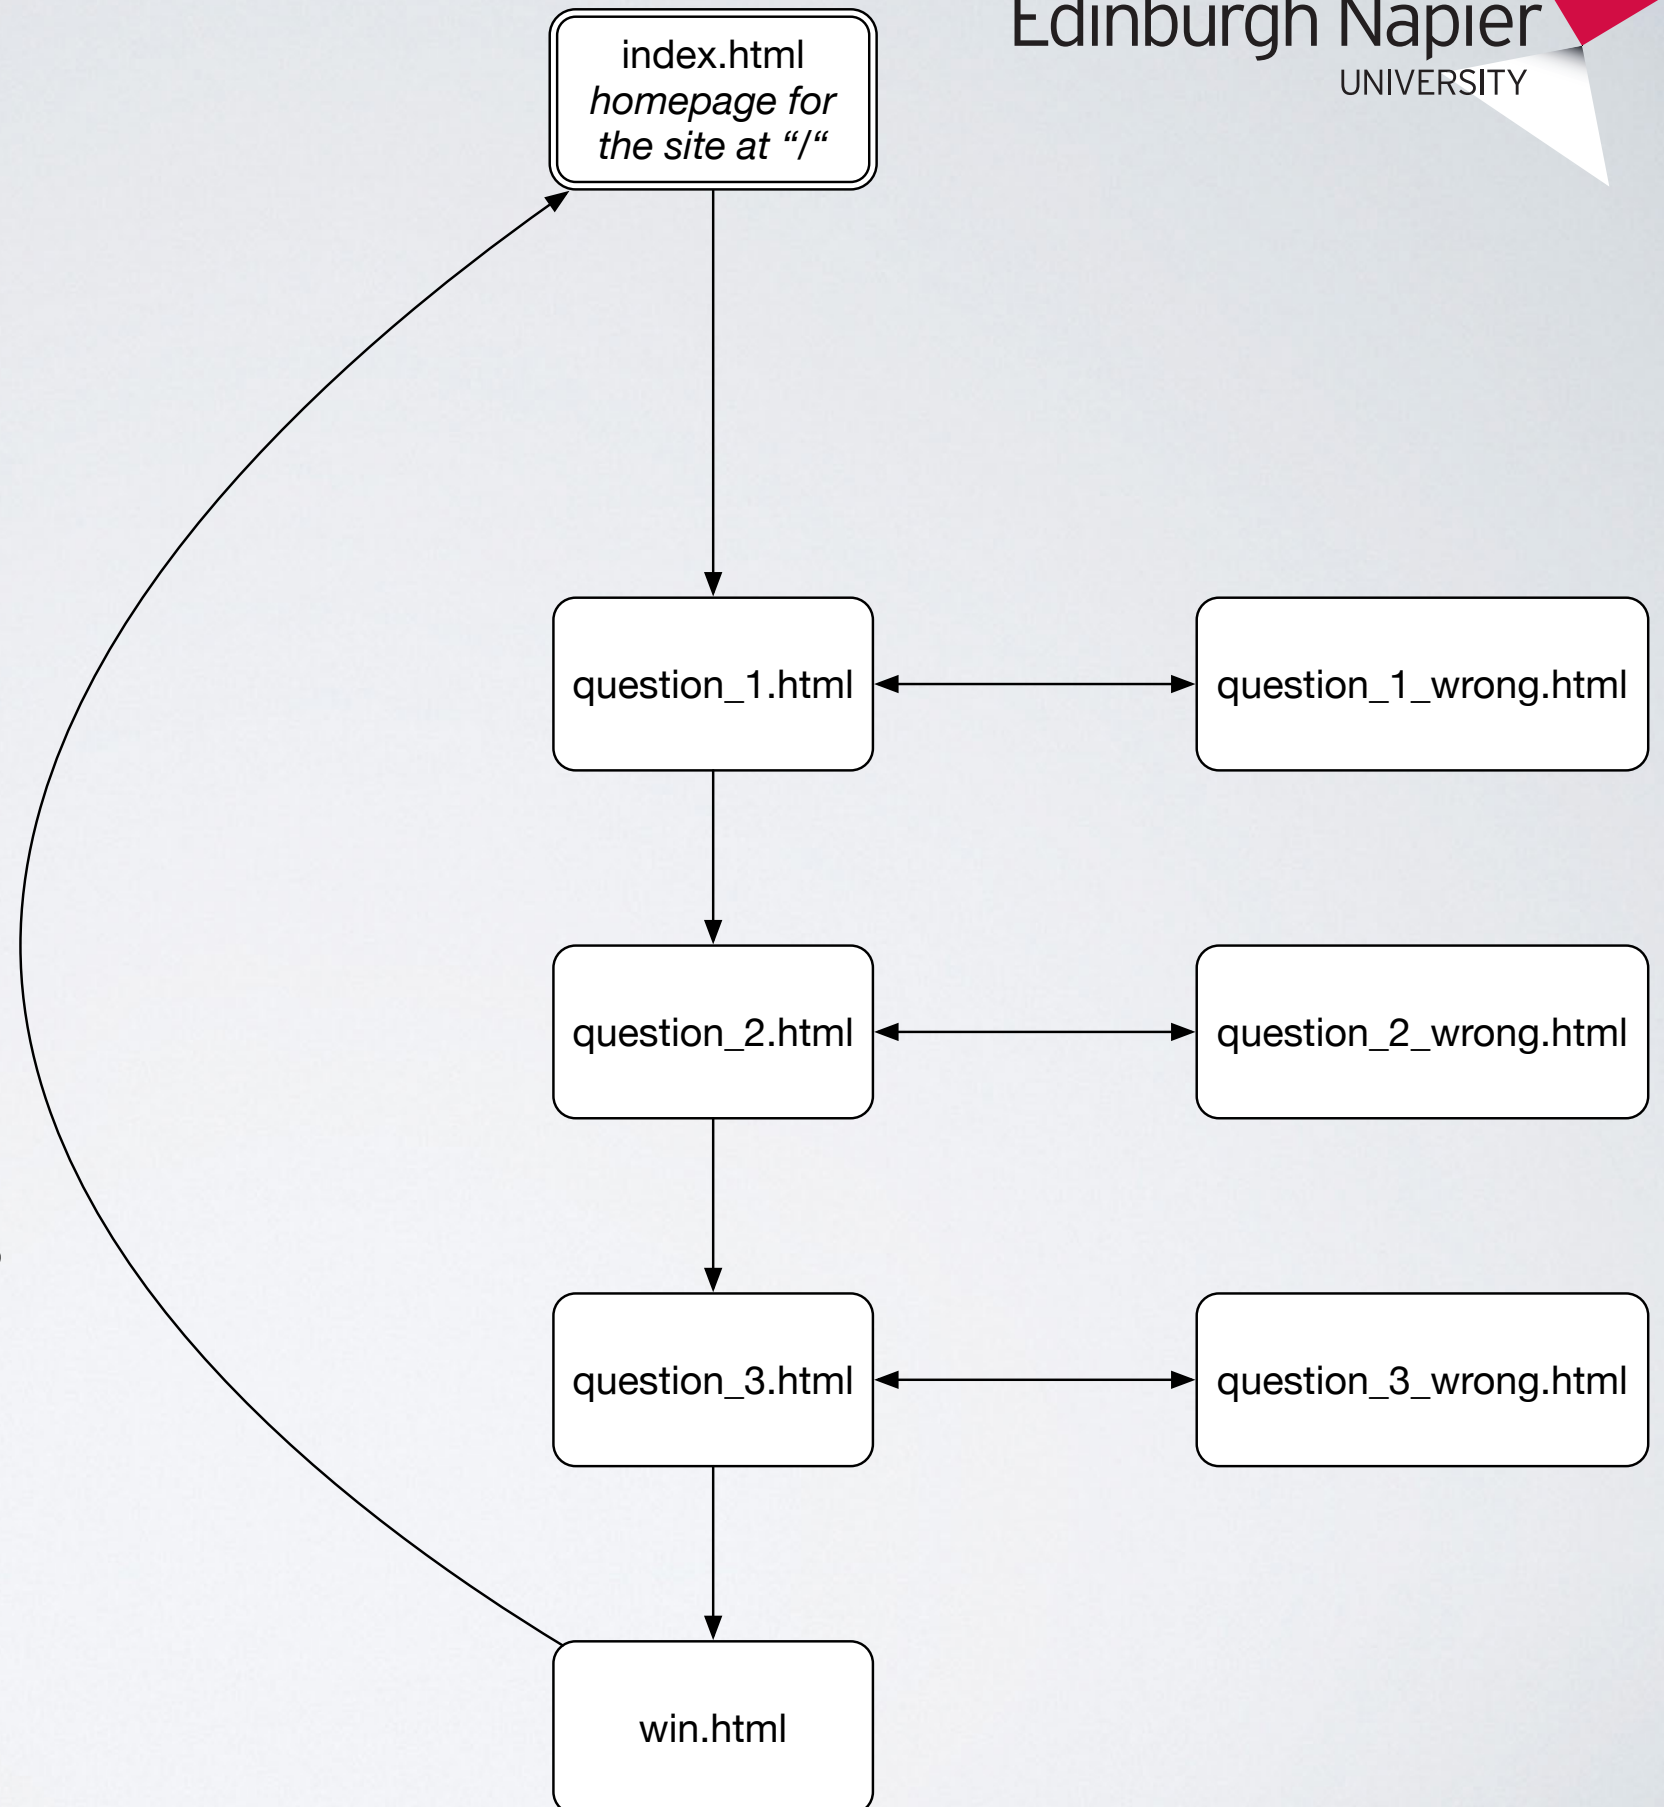 Edinburgh Napier
UNIVERSITY
index.html
homepage for
the site at “/“
question_1.html
question_1_wrong.html
question_2.html
question_2_wrong.html
question_3.html
question_3_wrong.html
win.html